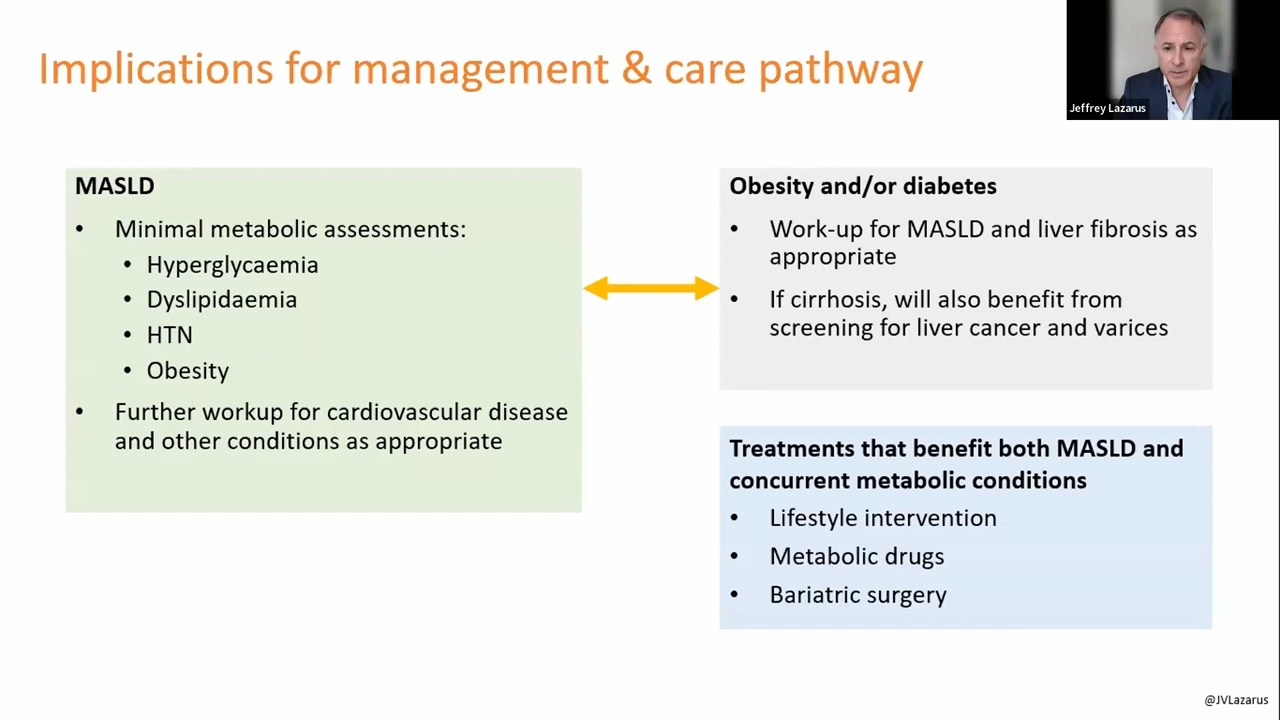 Implications for management & care pathway
Jeffrey Lazarus
MASLD
• Minimal metabolic assessments:
• Hyperglycaemia
• Dyslipidaemia
• HTN
• Obesity
• Further workup for cardiovascular disease
and other conditions as appropriate
Obesity and/or diabetes
• Work-up for MASLD and liver fibrosis as
appropriate
• If cirrhosis, will also benefit from
screening for liver cancer and varices
Treatments that benefit both MASLD and
concurrent metabolic conditions
• Lifestyle intervention
• Metabolic drugs
• Bariatric surgery
@JVLazarus